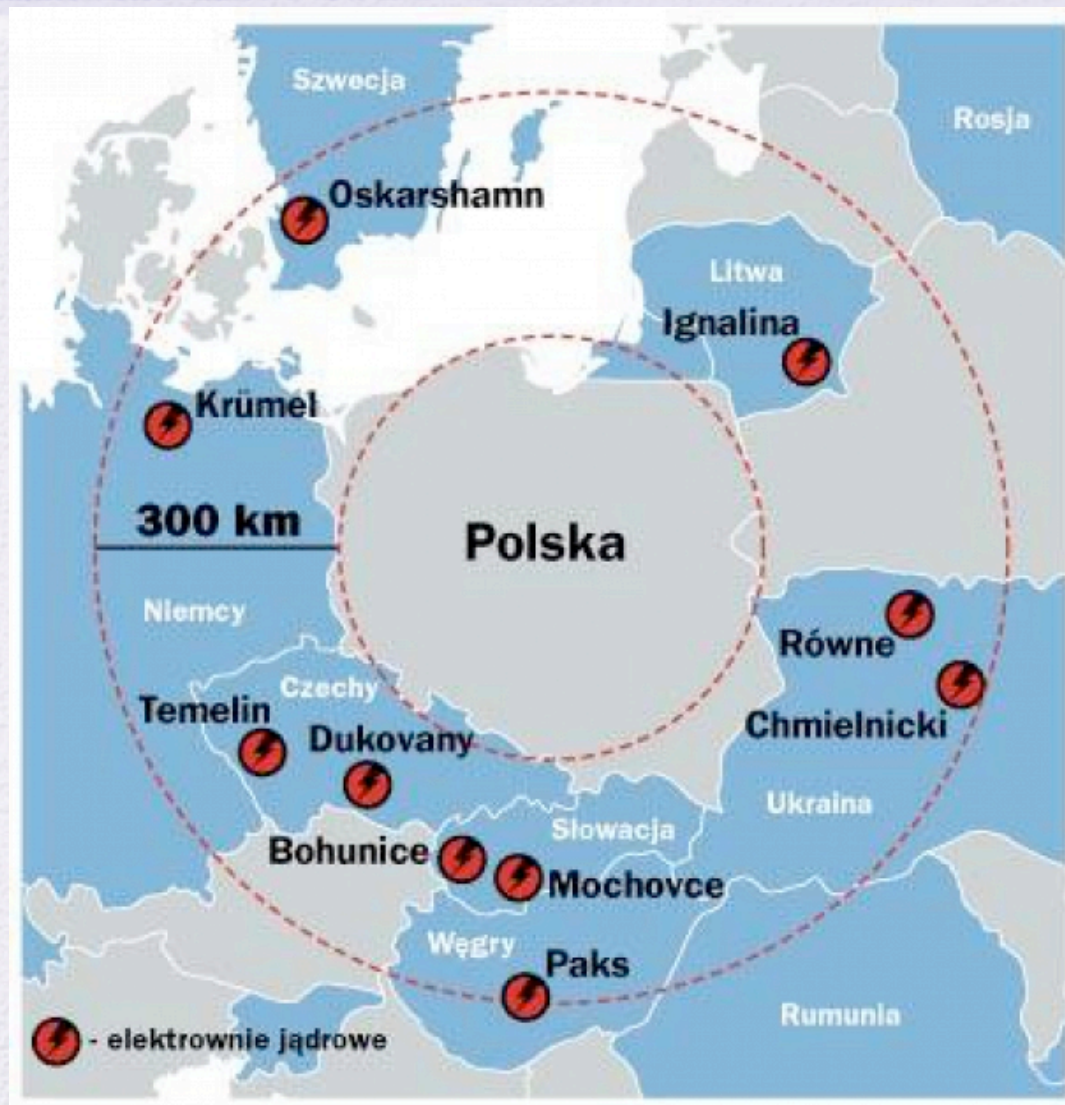 Szwecja
Rosja
Oskarshamn
Litwa
Ignalina
Krümel
300 km
Polska
Niemcy
Równe
Czechy
Temelin
Dukovany
Chmielnicki
Ukraina
Słowacja
Bohunice
Mochovce
Węgry
Paks
Rumunia
- elektrownie jądrowe